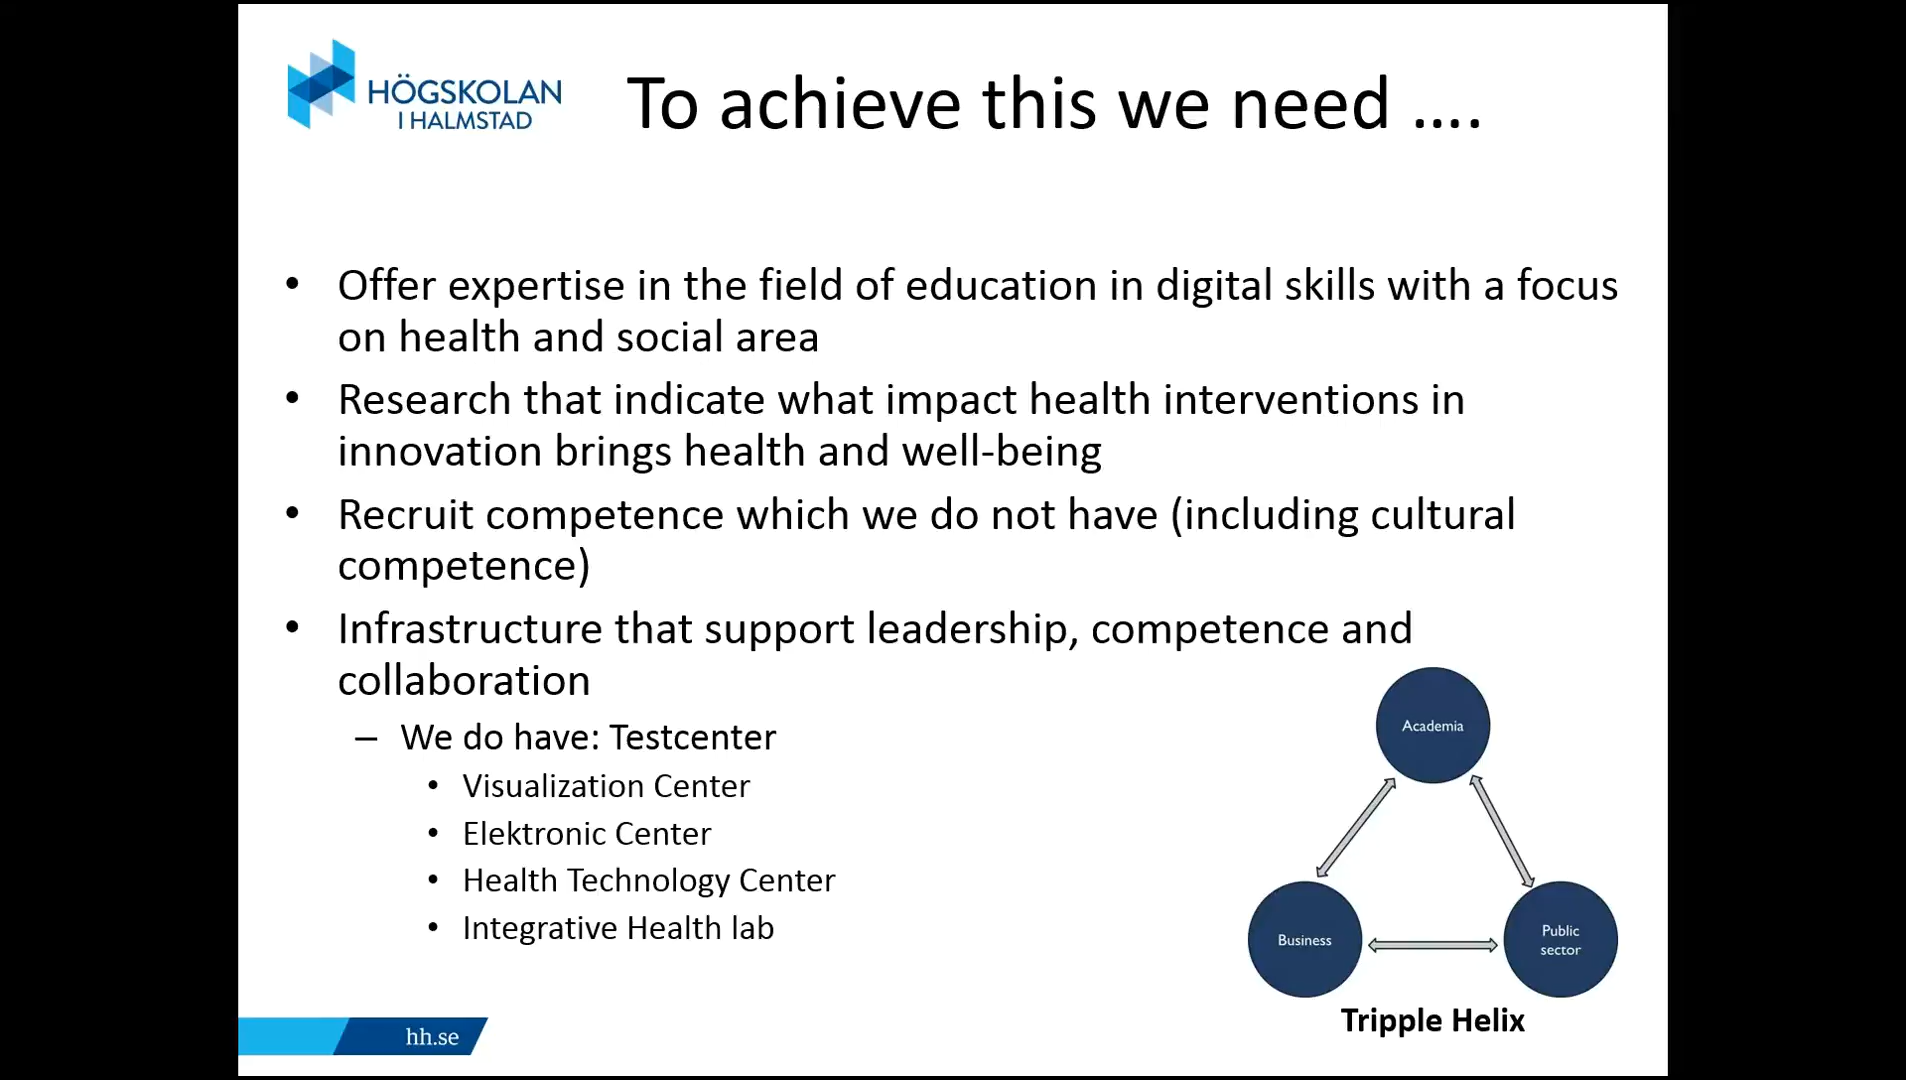 HÖGSKOLAN
I HALMSTAD
To achieve this we need ....
• Offer expertise in the field of education in digital skills with a focus
on health and social area
• Research that indicate what impact health interventions in
innovation brings health and well-being
• Recruit competence which we do not have (including cultural
competence)
• Infrastructure that support leadership, competence and
collaboration
– We do have: Testcenter
• Visualization Center
• Elektronic Center
• Health Technology Center
• Integrative Health lab
Academia
Business
Public
sector
Tripple Helix
hh.se